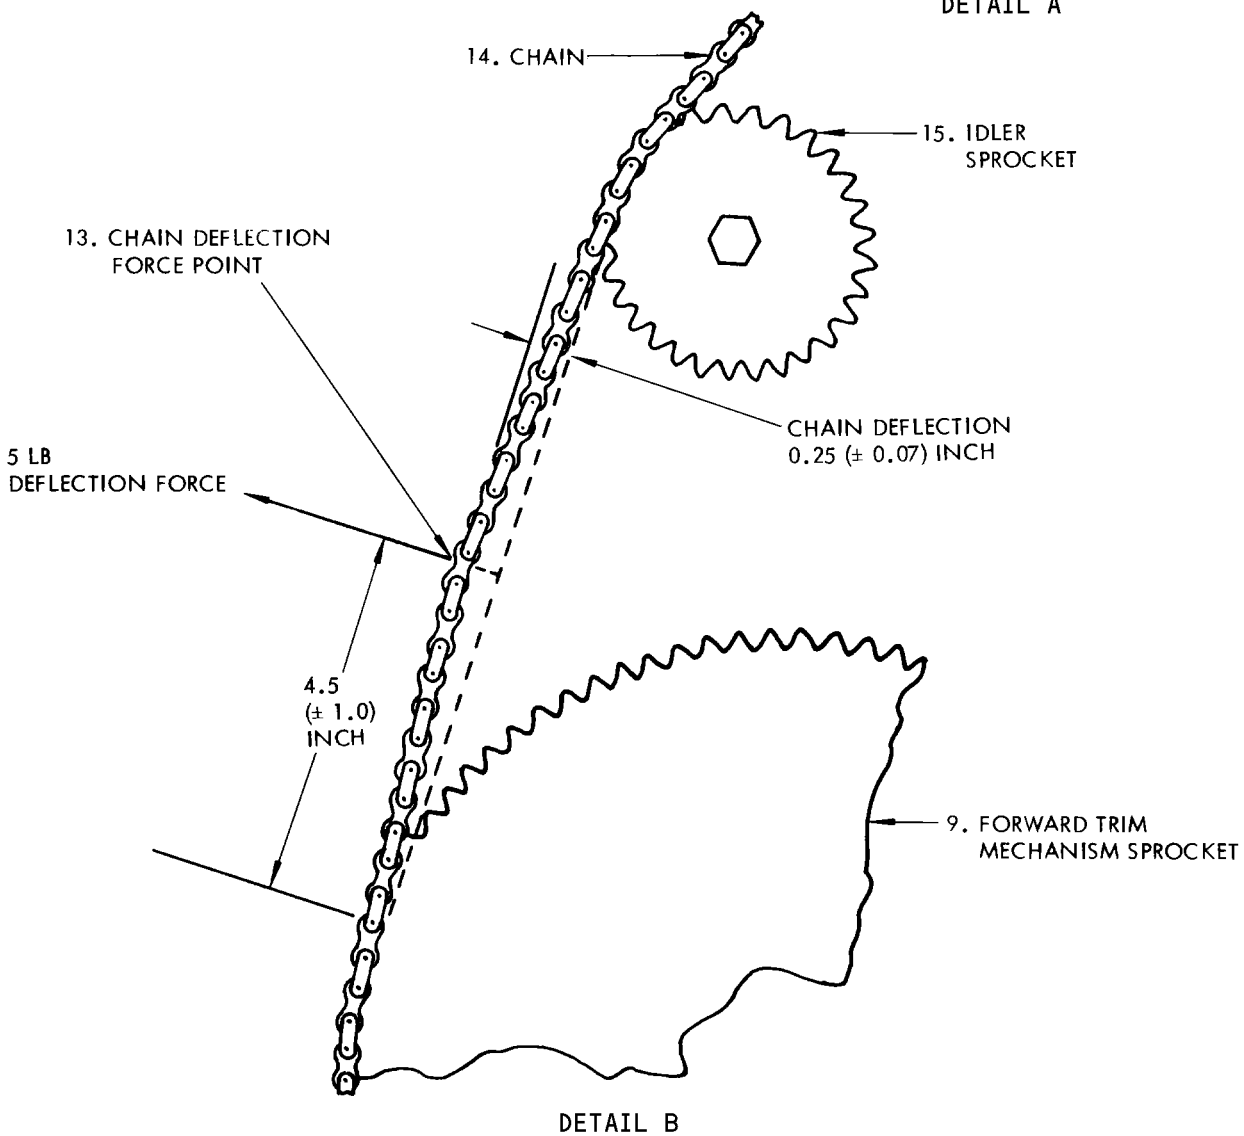 DETAIL A
14. CHAIN
15. IDLER
SPROCKET
13. CHAIN DEFLECTION
FORCE POINT
CHAIN DEFLECTION
0.25 (± 0.07) INCH
5 LB
DEFLECTION FORCE
4.5
(± 1.0)
INCH
9. FORWARD TRIM
MECHANISM SPROCKET
DETAIL B